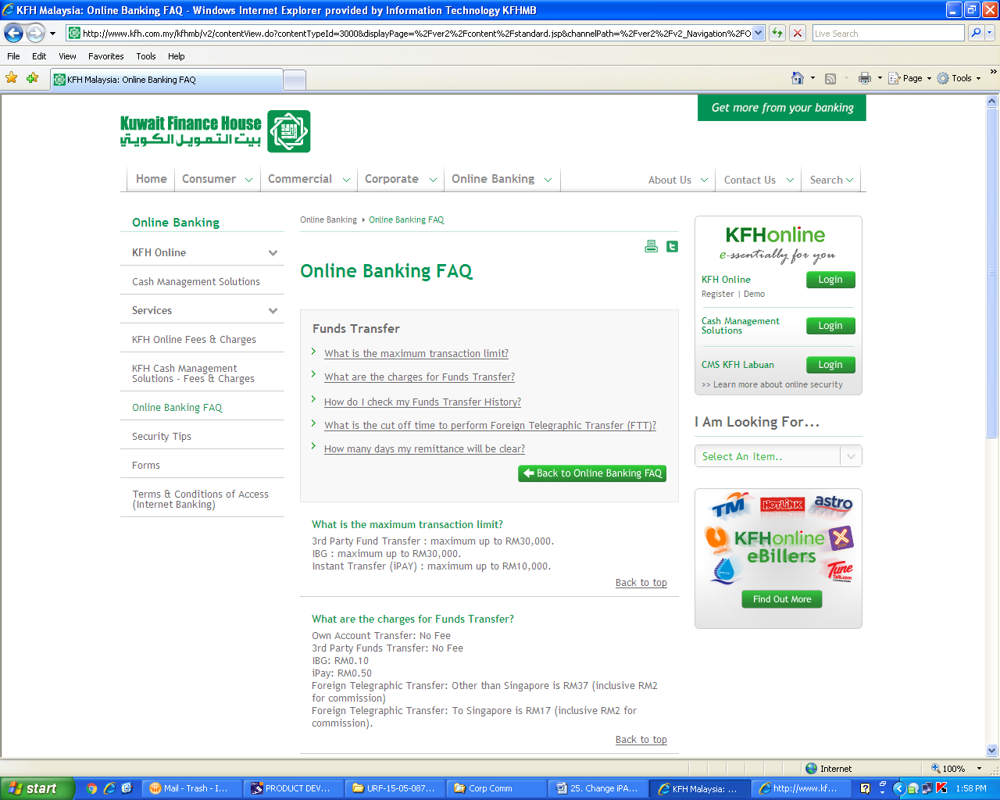 KFH Malaysia: Online Banking FAQ - Windows Internet Explorer provided by Information Technology KFHMB
http://www.kfh.com.my/kfhmb/v2/contentView.do?contentTypeId=3000&displayPage=%2Fver2%2Fcontent%2Fstandard.jsp&channelPath=%2Fver2%2Fv2_Navigation%2FO
Live Search
File Edit View Favorites Tools Help
KFH Malaysia: Online Banking FAQ
Page Tools
Get more from your banking
Kuwait Finance House
بيت التمويل الكويتي
Home Consumer Commercial Corporate Online Banking About Us Contact Us Search
Online Banking
KFH Online
Cash Management Solutions
Services
KFH Online Fees & Charges
KFH Cash Management
Solutions - Fees & Charges
Online Banking FAQ
Security Tips
Forms
Terms & Conditions of Access
(Internet Banking)
Online Banking Online Banking FAQ
Online Banking FAQ
Funds Transfer
What is the maximum transaction limit?
What are the charges for Funds Transfer?
How do I check my Funds Transfer History?
What is the cut off time to perform Foreign Telegraphic Transfer (FTT)?
How many days my remittance will be clear?
Back to Online Banking FAQ
What is the maximum transaction limit?
3rd Party Fund Transfer : maximum up to RM30,000.
IBG : maximum up to RM30,000.
Instant Transfer (iPAY) : maximum up to RM10,000.
Back to top
What are the charges for Funds Transfer?
Own Account Transfer: No Fee
3rd Party Funds Transfer: No Fee
IBG: RM0.10
iPay: RM0.50
Foreign Telegraphic Transfer: Other than Singapore is RM37 (inclusive RM2
for commission)
Foreign Telegraphic Transfer: To Singapore is RM17 (inclusive RM2 for
commission).
Back to top
KFHonline
e-ssentially for you
KFH Online Login
Register | Demo
Cash Management
Solutions Login
CMS KFH Labuan Login
>> Learn more about online security
I Am Looking For...
Select An Item..
TM HOTLINK astro
U mobile KFHonline X pax
eBillers
Tune
Talk.com
Find Out More
Internet 100%
start Mail - Trash - I... PRODUCT DEV... URF-15-05-087... Corp Comm 25. Change iPA... KFH Malaysia: ... http://www.kf... 1:58 PM